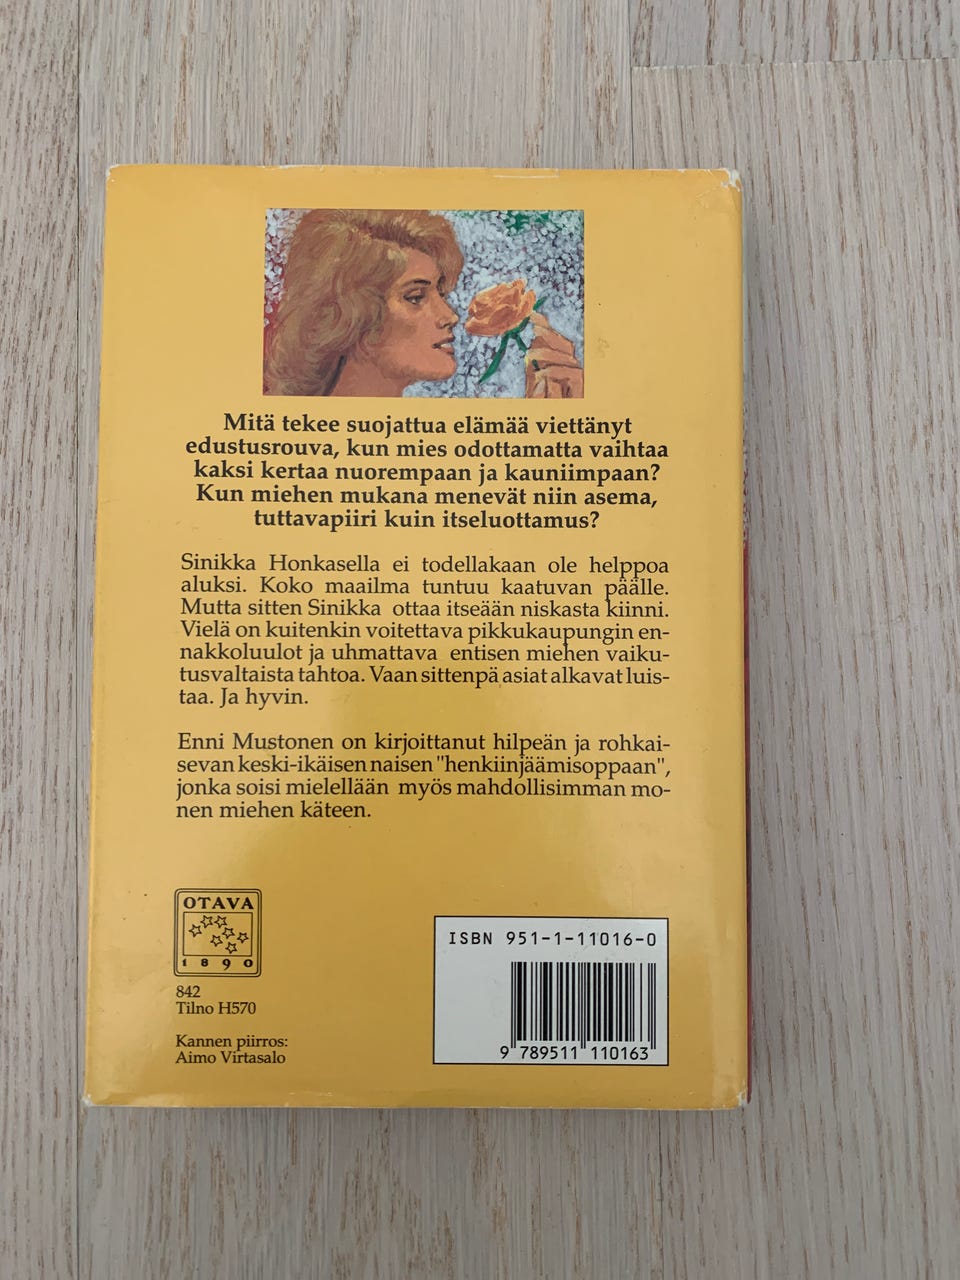 Mitä tekee suojattua elämää viettänyt
edustusrouva, kun mies odottamatta vaihtaa
kaksi kertaa nuorempaan ja kauniimpaan?
Kun miehen mukana menevät niin asema,
tuttavapiiri kuin itseluottamus?
Sinikka Honkasella ei todellakaan ole helppoa
aluksi. Koko maailma tuntuu kaatuvan päälle.
Mutta sitten Sinikka ottaa itseään niskasta kiinni.
Vielä on kuitenkin voitettava pikkukaupungin en-
nakkoluulot ja uhmattava entisen miehen vaiku-
tusvaltaista tahtoa. Vaan sittenpä asiat alkavat luis-
taa. Ja hyvin.
Enni Mustonen on kirjoittanut hilpeän ja rohkai-
sevan keski-ikäisen naisen "henkiinjäämisoppaan",
jonka soisi mielellään myös mahdollisimman mo-
nen miehen käteen.
OTAVA
1890
842
Tilno H570
Kannen piirros:
Aimo Virtasalo
ISBN 951-1-11016-0
9 789511 110163